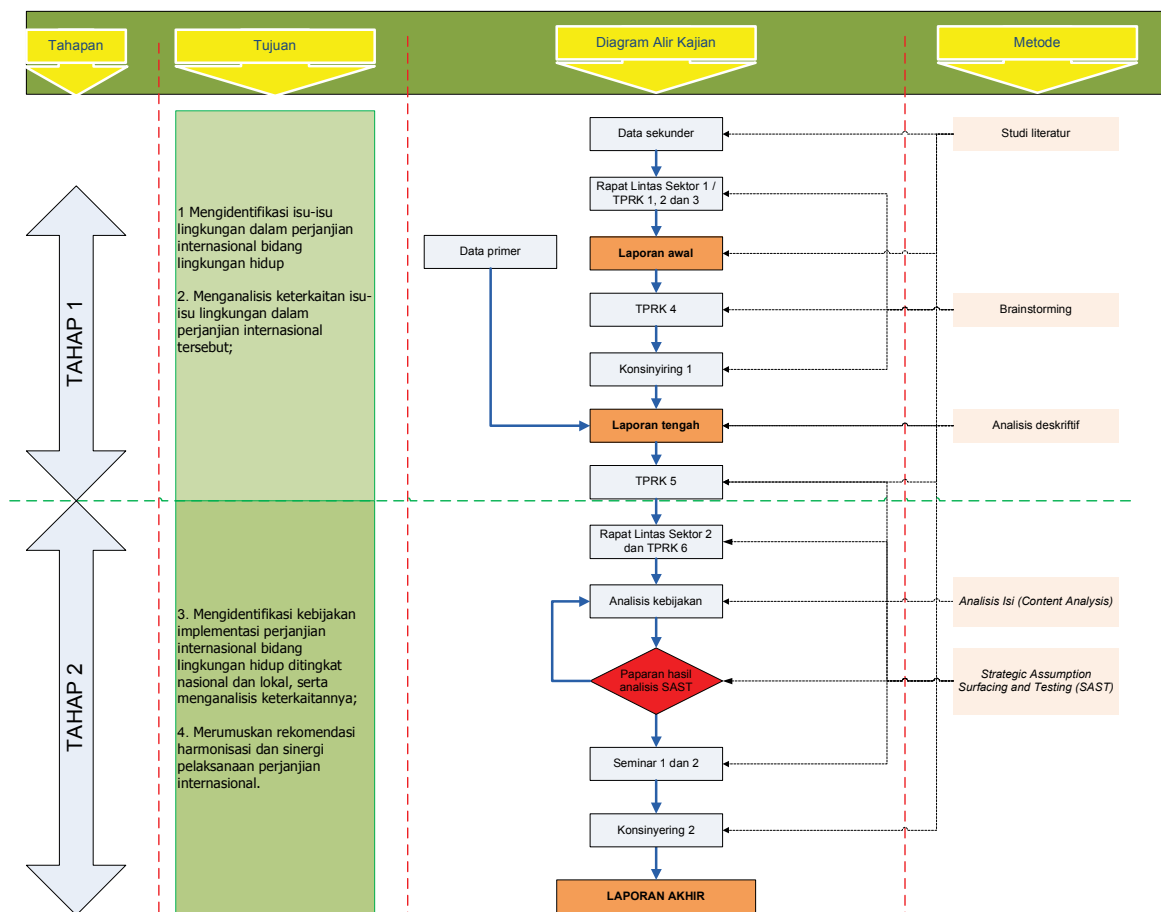 Tahapan
Tujuan
Diagram Alir Kajian
Metode
TAHAP 1
1 Mengidentifikasi isu-isu
lingkungan dalam perjanjian
internasional bidang
lingkungan hidup
2. Menganalisis keterkaitan isu-
isu lingkungan dalam
perjanjian internasional
tersebut;
Data sekunder
Rapat Lintas Sektor 1 /
TPRK 1, 2 dan 3
Data primer
Laporan awal
TPRK 4
Konsinyiring 1
Laporan tengah
TPRK 5
Studi literatur
Brainstorming
Analisis deskriftif
TAHAP 2
3. Mengidentifikasi kebijakan
implementasi perjanjian
internasional bidang
lingkungan hidup ditingkat
nasional dan lokal, serta
menganalisis keterkaitannya;
4. Merumuskan rekomendasi
harmonisasi dan sinergi
pelaksanaan perjanjian
internasional.
Rapat Lintas Sektor 2
dan TPRK 6
Analisis kebijakan
Paparan hasil
analisis SAST
Seminar 1 dan 2
Konsinyering 2
LAPORAN AKHIR
Analisis Isi (Content Analysis)
Strategic Assumption
Surfacing and Testing (SAST)